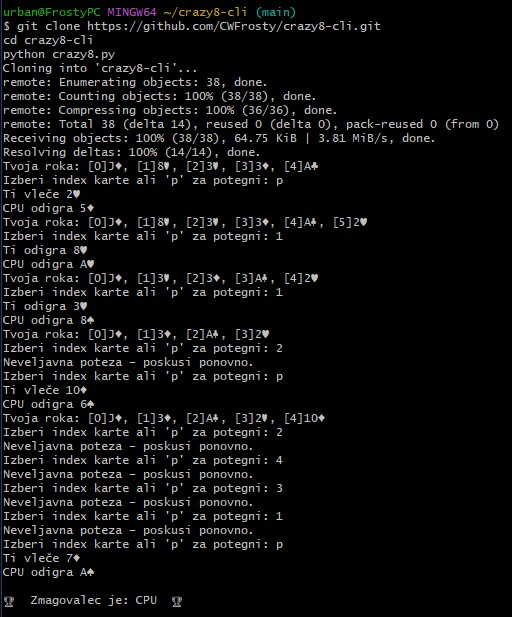 urban@FrostyPC MINGW64 ~/crazy8-cli (main)
$ git clone https://github.com/CWFrosty/crazy8-cli.git
cd crazy8-cli
python crazy8.py
Cloning into 'crazy8-cli'...
remote: Enumerating objects: 38, done.
remote: Counting objects: 100% (38/38), done.
remote: Compressing objects: 100% (36/36), done.
remote: Total 38 (delta 14), reused 0 (delta 0), pack-reused 0 (from 0)
Receiving objects: 100% (38/38), 64.75 KiB | 3.81 MiB/s, done.
Resolving deltas: 100% (14/14), done.
Tvoja roka: [0]J♦, [1]8♥, [2]3♥, [3]3♦, [4]A♣
Izberi index karte ali 'p' za potegni: p
Ti vleče 2♥
CPU odigra 5♦
Tvoja roka: [0]J♦, [1]8♥, [2]3♥, [3]3♦, [4]A♣, [5]2♥
Izberi index karte ali 'p' za potegni: 1
Ti odigra 8♥
CPU odigra A♥
Tvoja roka: [0]J♦, [1]3♥, [2]3♦, [3]A♣, [4]2♥
Izberi index karte ali 'p' za potegni: 1
Ti odigra 3♥
CPU odigra 8♠
Tvoja roka: [0]J♦, [1]3♦, [2]A♣, [3]2♥
Izberi index karte ali 'p' za potegni: 2
Neveljavna poteza – poskusi ponovno.
Izberi index karte ali 'p' za potegni: p
Ti vleče 10♦
CPU odigra 6♠
Tvoja roka: [0]J♦, [1]3♦, [2]A♣, [3]2♥, [4]10♦
Izberi index karte ali 'p' za potegni: 2
Neveljavna poteza – poskusi ponovno.
Izberi index karte ali 'p' za potegni: 4
Neveljavna poteza – poskusi ponovno.
Izberi index karte ali 'p' za potegni: 3
Neveljavna poteza – poskusi ponovno.
Izberi index karte ali 'p' za potegni: 1
Neveljavna poteza – poskusi ponovno.
Izberi index karte ali 'p' za potegni: p
Ti vleče 7♦
CPU odigra A♠
🏆 Zmagovalec je: CPU 🏆